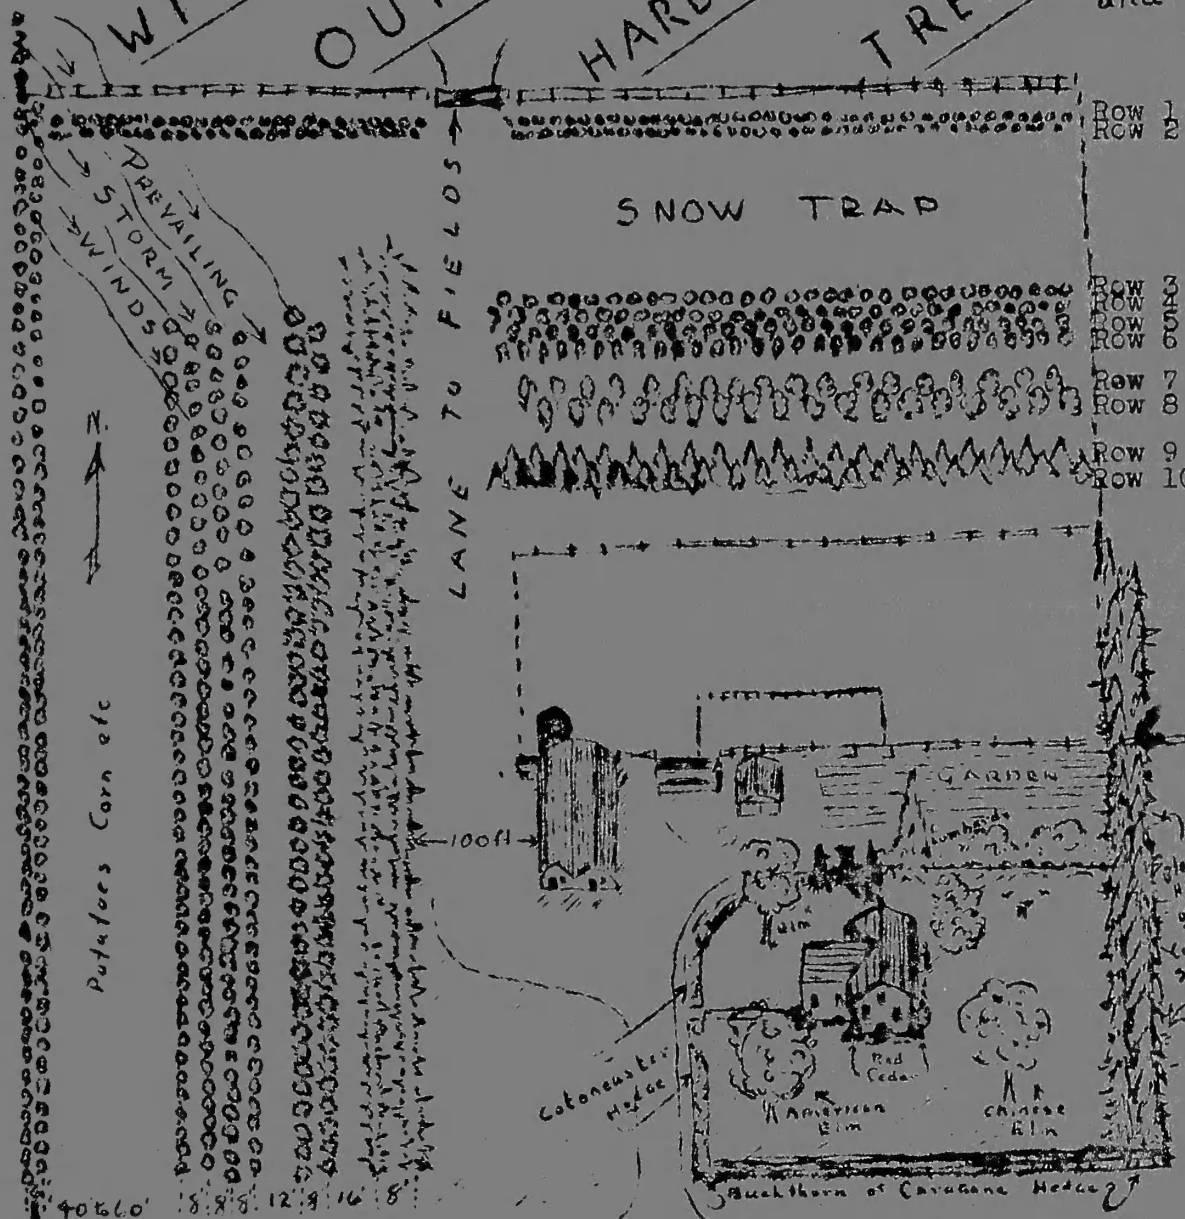 OU
HARD
TRE
and
Row 1
Row 2
PREVAILING
STORM
WINDS
LANE TO FIELDS
SNOW TRAP
Row 3
Row 4
Row 5
Row 6
Row 7
Row 8
Row 9
Row 10
N.
Potatoes Corn etc
100ft
GARDEN
Elm
Cotoneaster
Hedge
Red
Cedar
American
Elm
Chinese
Elm
Buckthorn or Caragana Hedge
40 to 60' 8 8 8 12 8 16 8'